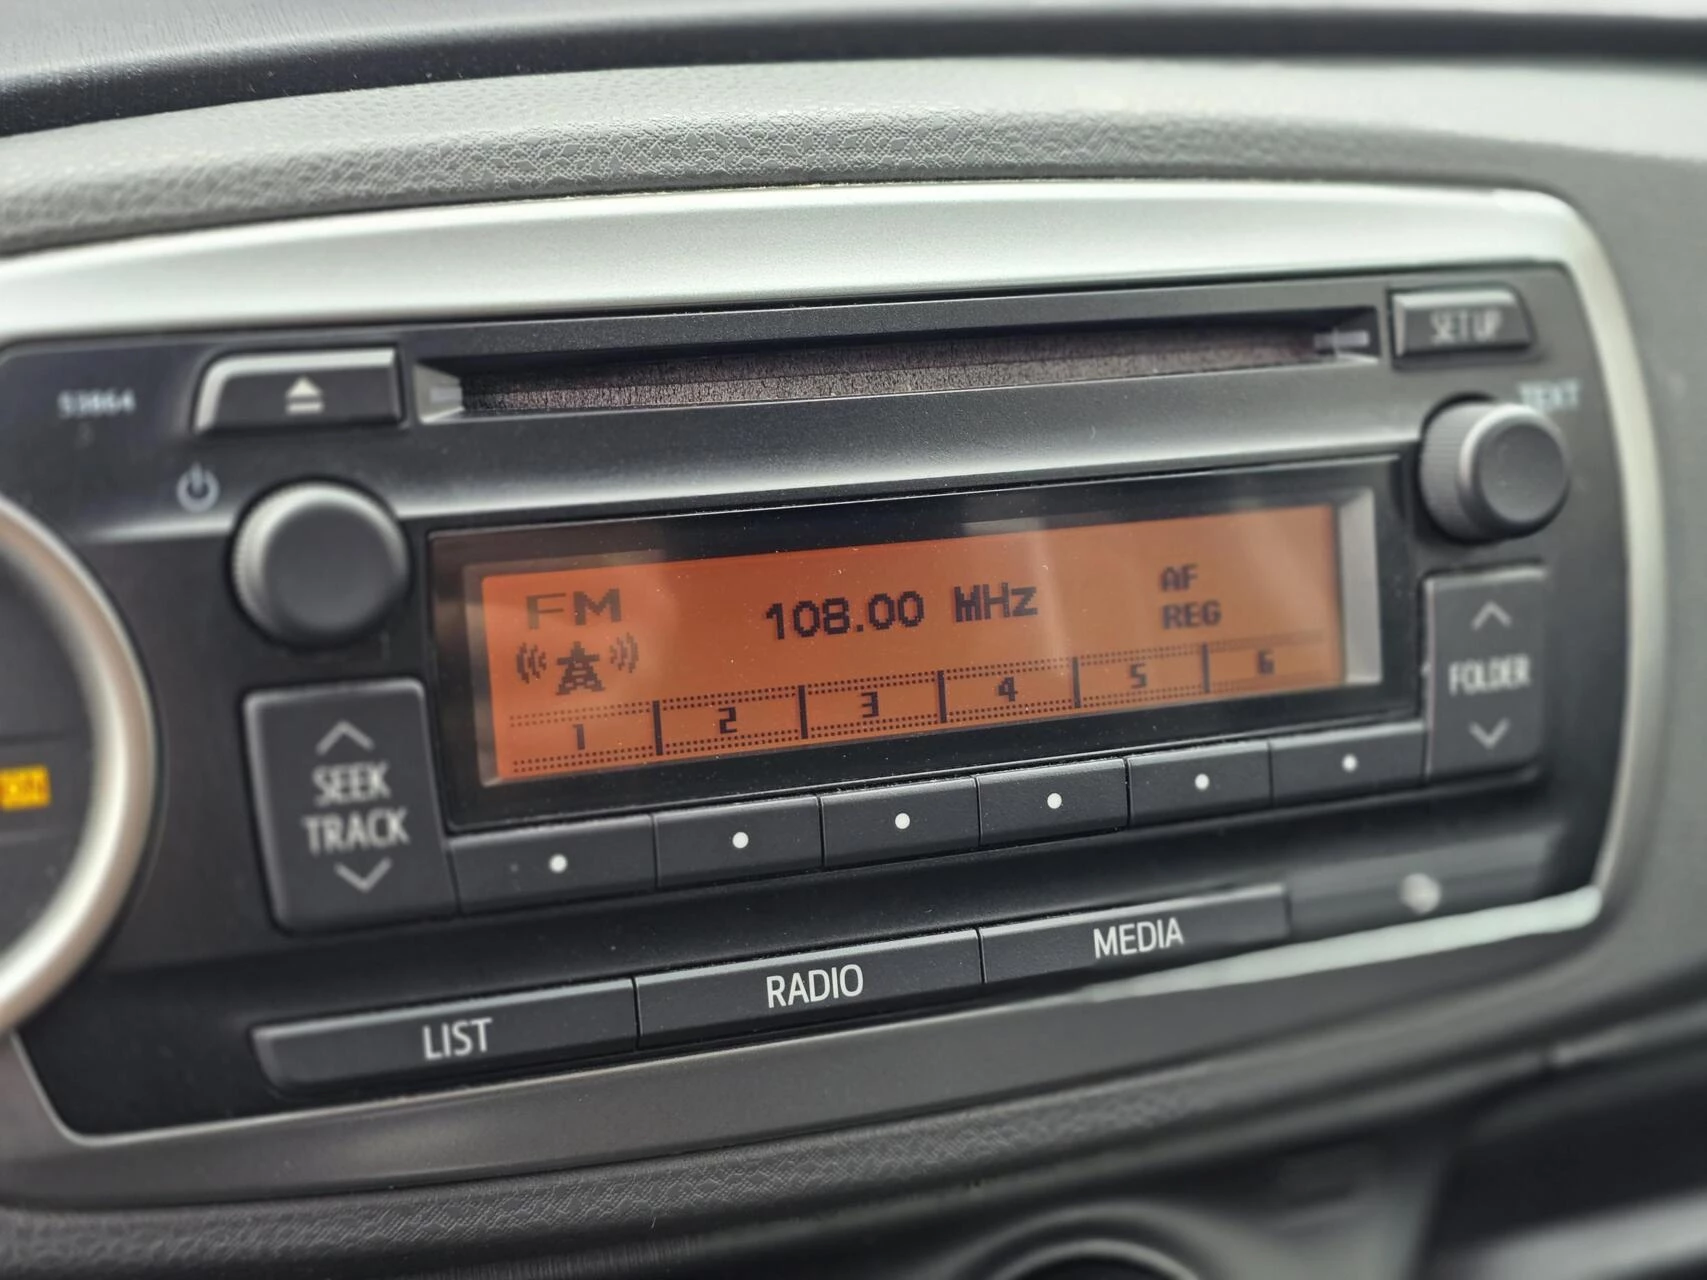 SETUP
53864
TEXT
FM
108.00 MHz
AF
REG
1 2 3 4 5 6
SEEK
TRACK
FOLDER
LIST
RADIO
MEDIA